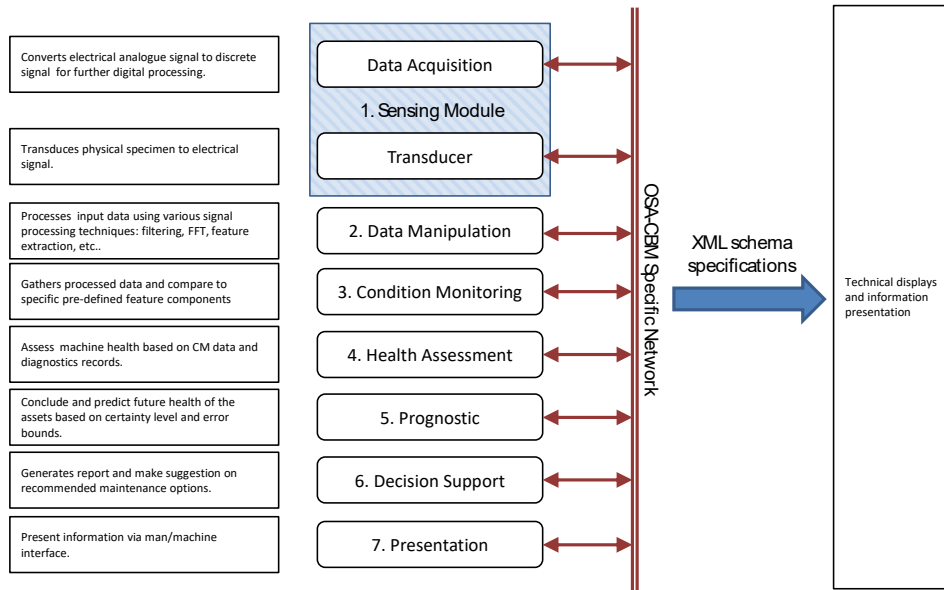 Converts electrical analogue signal to discrete
signal for further digital processing.
Data Acquisition
1. Sensing Module
Transduces physical specimen to electrical
signal.
Transducer
Processes input data using various signal
processing techniques: filtering, FFT, feature
extraction, etc..
2. Data Manipulation
Gathers processed data and compare to
specific pre-defined feature components
3. Condition Monitoring
Assess machine health based on CM data and
diagnostics records.
4. Health Assessment
Conclude and predict future health of the
assets based on certainty level and error
bounds.
5. Prognostic
Generates report and make suggestion on
recommended maintenance options.
6. Decision Support
Present information via man/machine
interface.
7. Presentation
OSA-CBM Specific Network
XML schema
specifications
Technical displays
and information
presentation